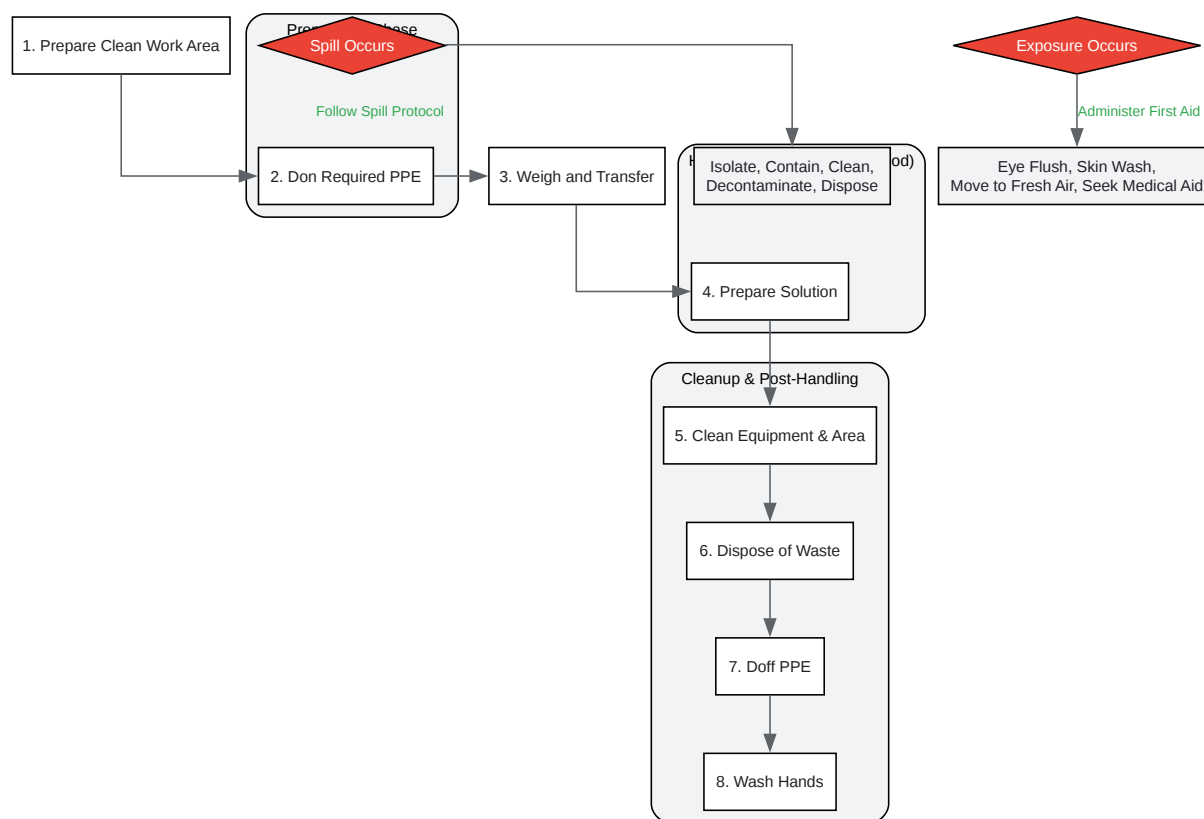 1. Prepare Clean Work Area
Spill Occurs
Exposure Occurs
Follow Spill Protocol
Administer First Aid
2. Don Required PPE
3. Weigh and Transfer
Isolate, Contain, Clean,
Decontaminate, Dispose
Eye Flush, Skin Wash,
Move to Fresh Air, Seek Medical Aid
4. Prepare Solution
Cleanup & Post-Handling
5. Clean Equipment & Area
6. Dispose of Waste
7. Doff PPE
8. Wash Hands